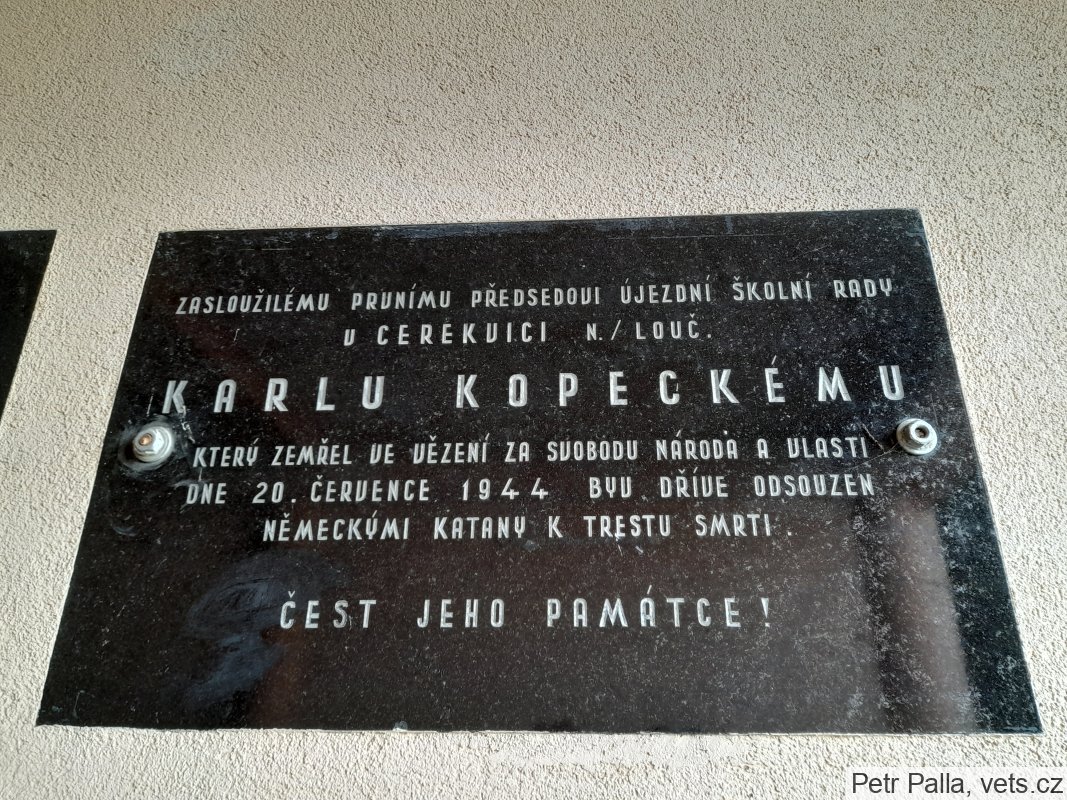 ZASLOUŽILÉMU PRVNÍMU PŘEDSEDOVI ÚJEZDNÍ ŠKOLNÍ RADY
V CEREKVICI N./LOUČ.
KARLU KOPECKÉMU
KTERÝ ZEMŘEL VE VĚZENÍ ZA SVOBODU NÁRODA A VLASTI
DNE 20. ČERVENCE 1944 BYV DŘÍVE ODSOUZEN
NĚMECKÝMI KATANY K TRESTU SMRTI.
ČEST JEHO PAMÁTCE!
Petr Palla, vets.cz